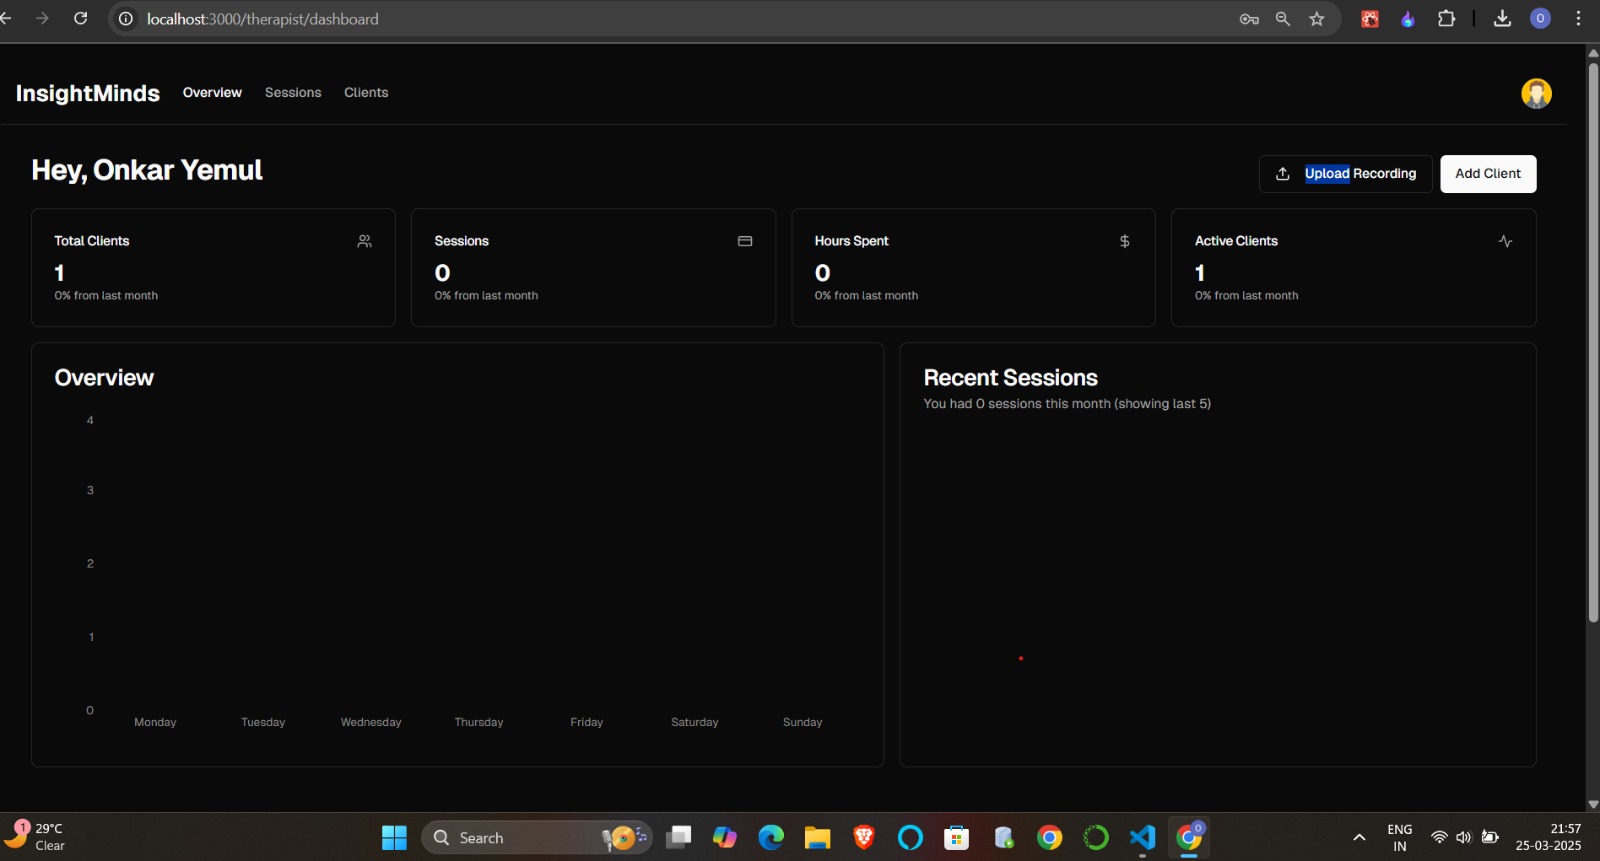 localhost:3000/therapist/dashboard
O
InsightMinds Overview Sessions Clients
Hey, Onkar Yemul
Upload Recording Add Client
Total Clients
1
0% from last month
Sessions
0
0% from last month
Hours Spent
$
0
0% from last month
Active Clients
1
0% from last month
Overview
4
3
2
1
0
Monday Tuesday Wednesday Thursday Friday Saturday Sunday
Recent Sessions
You had 0 sessions this month (showing last 5)
1
29°C
Clear
Search
O
ENG
IN
21:57
25-03-2025